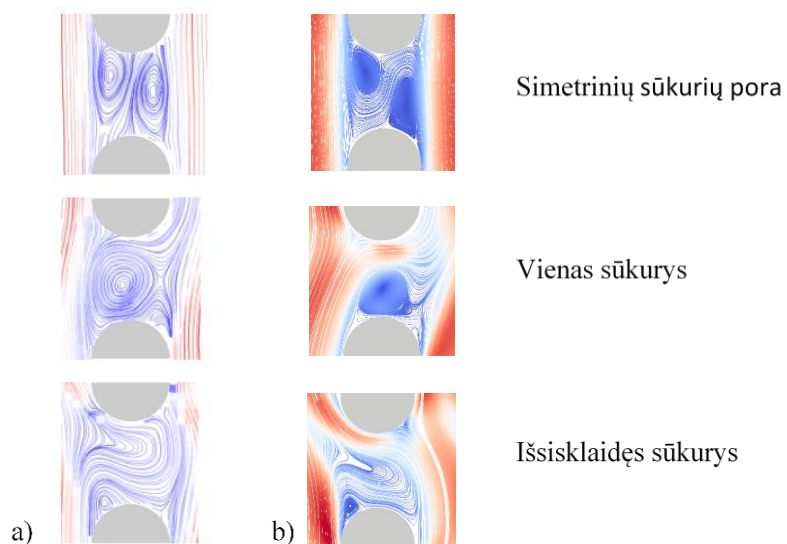 Simetrinių sūkurių pora
Vienas sūkurys
Išsisklaidęs sūkurys
a)
b)